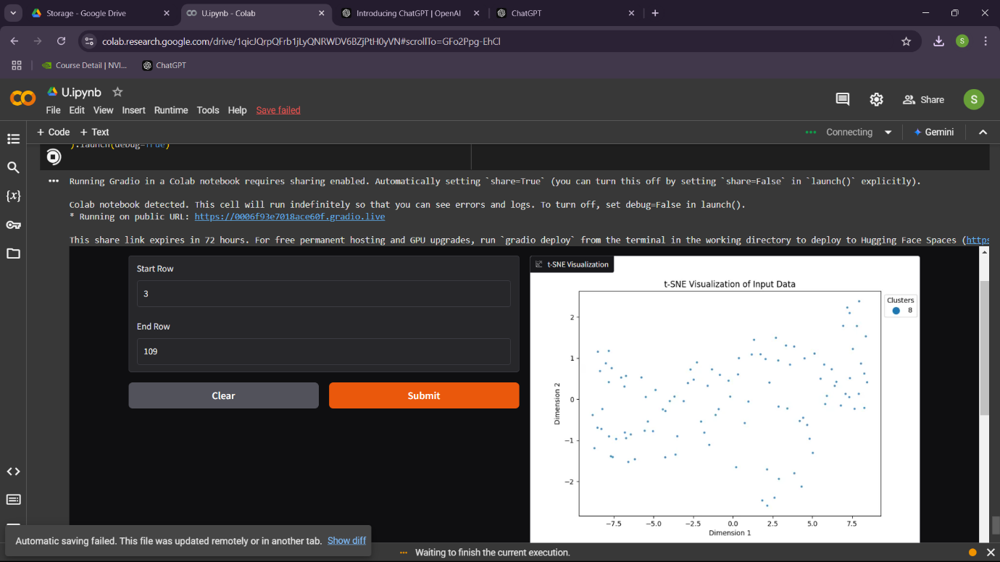 Storage - Google Drive
U.ipynb - Colab
Introducing ChatGPT | OpenAI
ChatGPT
colab.research.google.com/drive/1qicJQrpQFrb1jLyQNRWDV6BZjPtH0yVN#scrollTo=GFo2Ppg-EhCl
S
Course Detail | NVI...
ChatGPT
U.ipynb
File Edit View Insert Runtime Tools Help Save failed
Share
S
+ Code + Text
Connecting
Gemini
).launch(debug=True)
Running Gradio in a Colab notebook requires sharing enabled. Automatically setting `share=True` (you can turn this off by setting `share=False` in `launch()` explicitly).
Colab notebook detected. This cell will run indefinitely so that you can see errors and logs. To turn off, set debug=False in launch().
* Running on public URL: https://0006f93e7018ace60f.gradio.live
This share link expires in 72 hours. For free permanent hosting and GPU upgrades, run `gradio deploy` from the terminal in the working directory to deploy to Hugging Face Spaces (https
Start Row
3
End Row
109
Clear
Submit
t-SNE Visualization
t-SNE Visualization of Input Data
Clusters
8
2
1
0
−1
−2
Dimension 2
−7.5 −5.0 −2.5 0.0 2.5 5.0 7.5
Dimension 1
Automatic saving failed. This file was updated remotely or in another tab. Show diff
Waiting to finish the current execution.